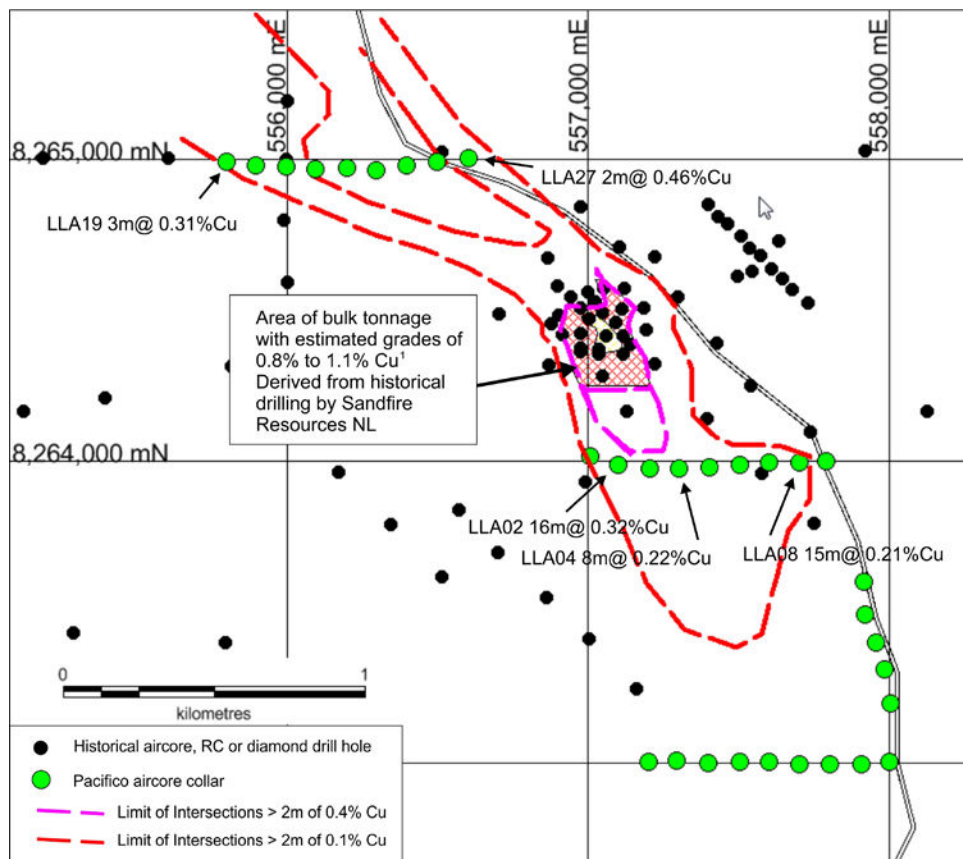 556,000 mE
557,000 mE
558,000 mE
8,265,000 mN
LLA27 2m@ 0.46%Cu
LLA19 3m@ 0.31%Cu
Area of bulk tonnage
with estimated grades of
0.8% to 1.1% Cu¹
Derived from historical
drilling by Sandfire
Resources NL
8,264,000 mN
LLA02 16m@ 0.32%Cu
LLA04 8m@ 0.22%Cu
LLA08 15m@ 0.21%Cu
0 1
kilometres
Historical aircore, RC or diamond drill hole
Pacifico aircore collar
Limit of Intersections > 2m of 0.4% Cu
Limit of Intersections > 2m of 0.1% Cu